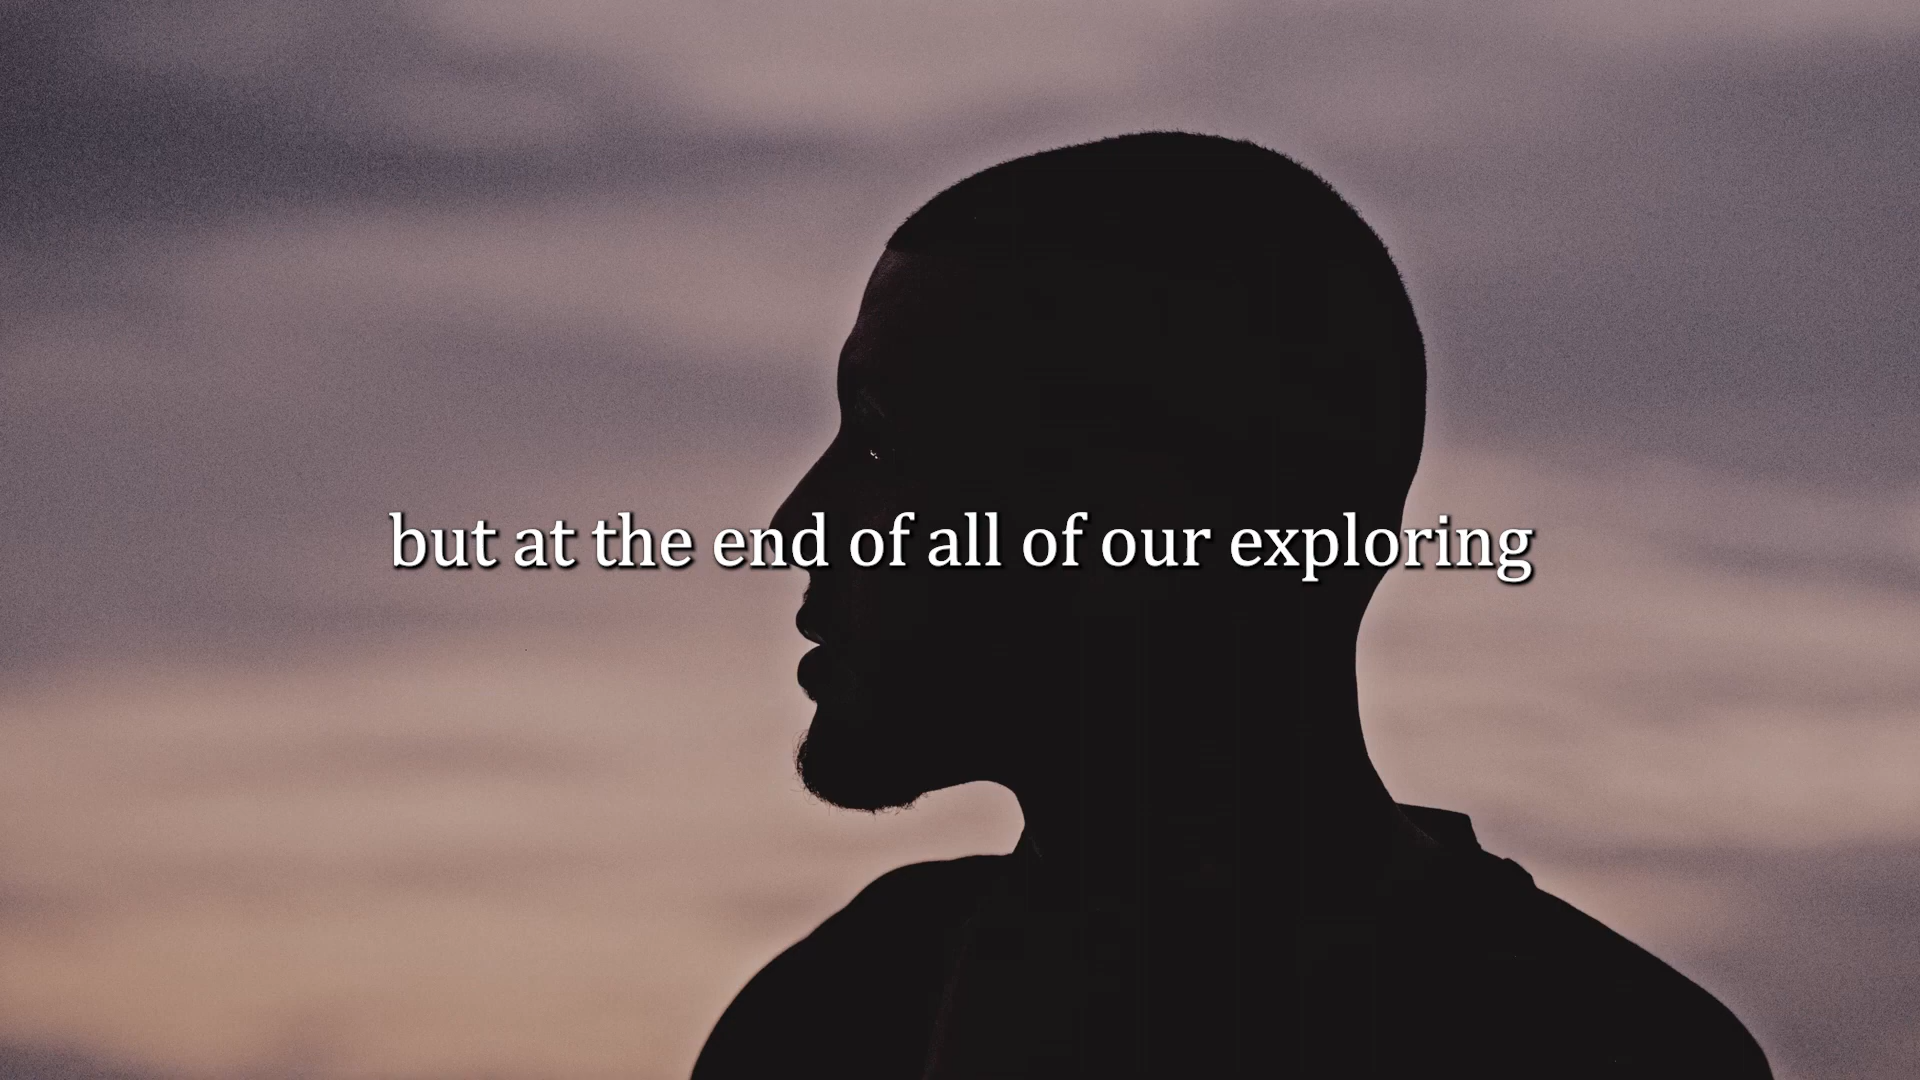 but at the end of all of our exploring